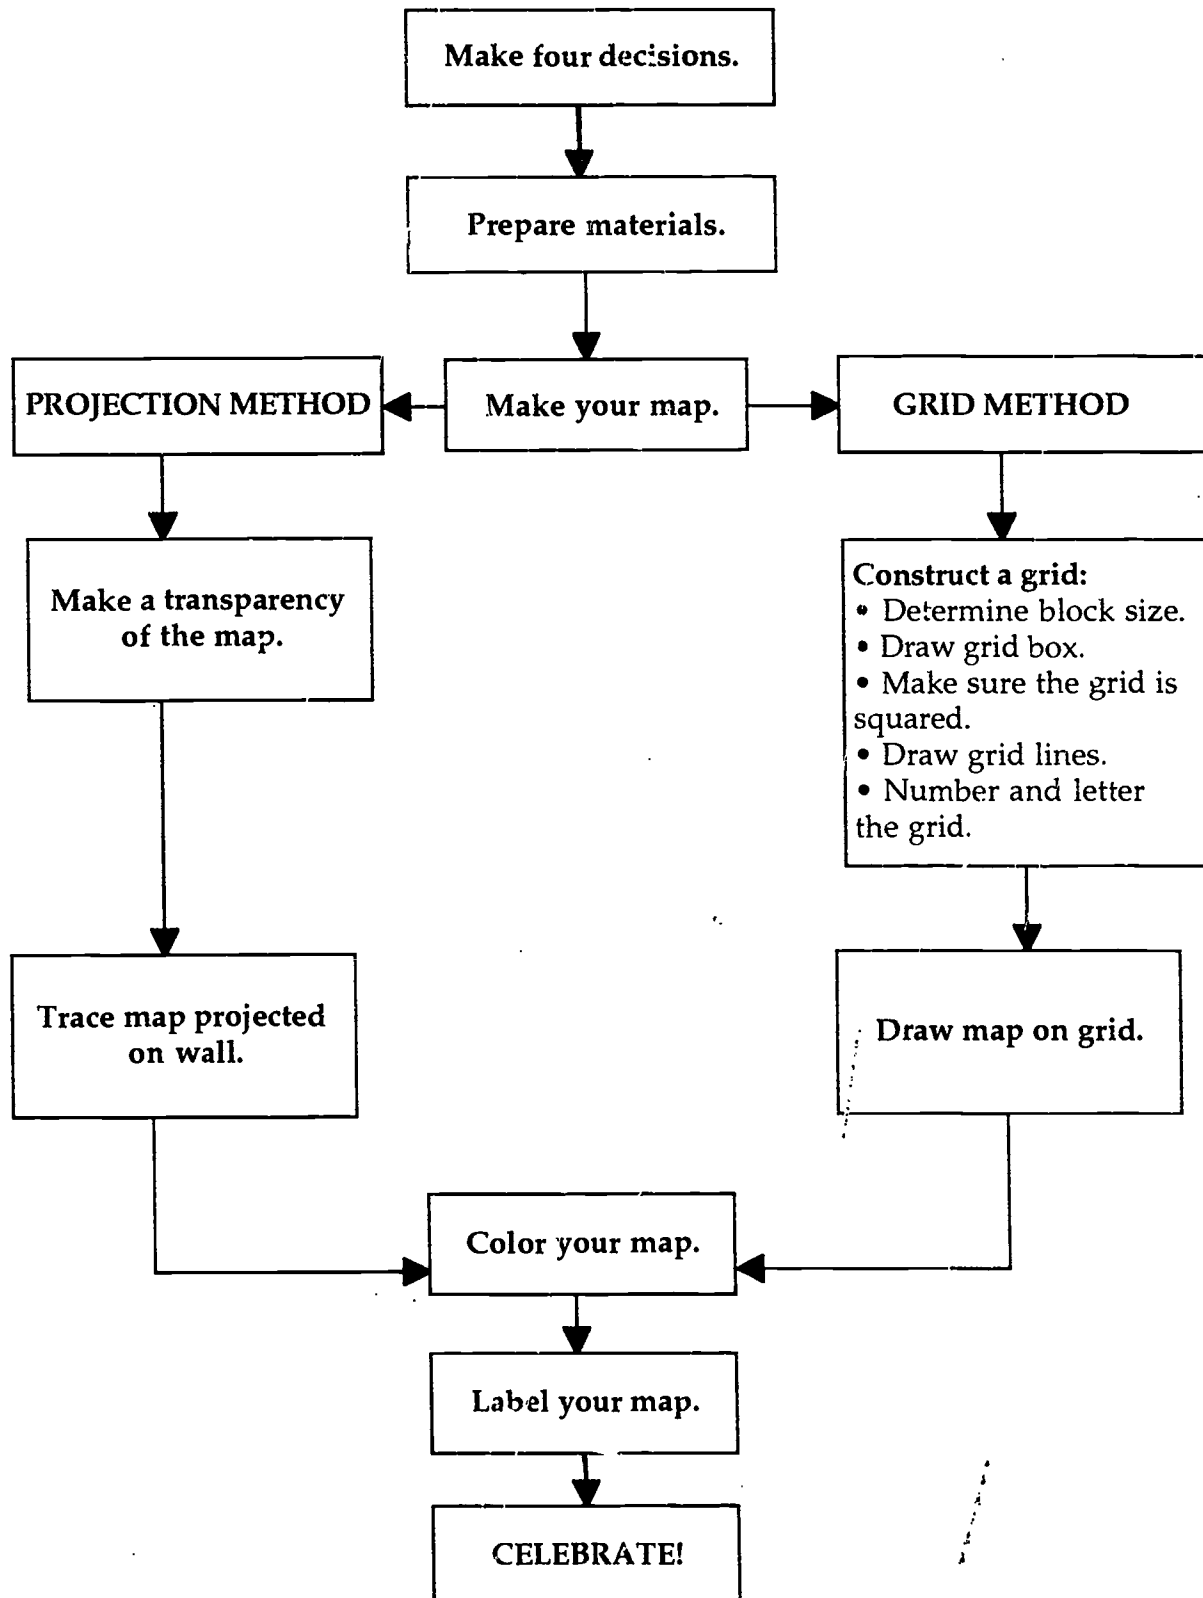 Make four decisions.
Prepare materials.
PROJECTION METHOD
Make your map.
GRID METHOD
Make a transparency
of the map.
Construct a grid:
• Determine block size.
• Draw grid box.
• Make sure the grid is
squared.
• Draw grid lines.
• Number and letter
the grid.
Trace map projected
on wall.
Draw map on grid.
Color your map.
Label your map.
CELEBRATE!